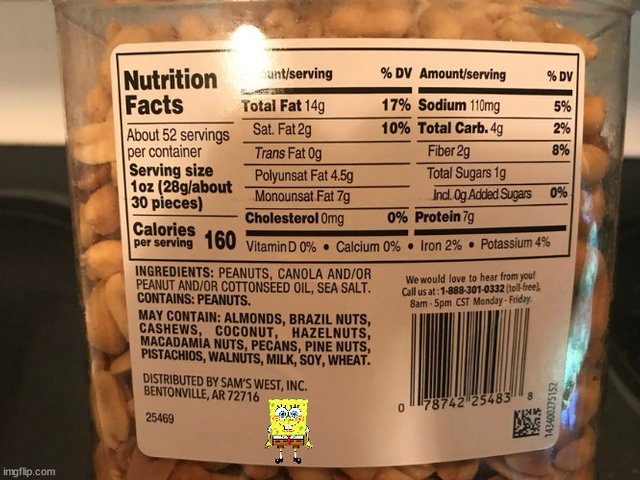 Nutrition Facts
About 52 servings
per container
Serving size
1oz (28g/about
30 pieces)
Calories 160
per serving
unt/serving % DV Amount/serving % DV
Total Fat 14g 17% Sodium 110mg 5%
Sat. Fat 2g 10% Total Carb. 4g 2%
Trans Fat 0g Fiber 2g 8%
Polyunsat Fat 4.5g Total Sugars 1g
Monounsat Fat 7g Incl. 0g Added Sugars 0%
Cholesterol 0mg 0% Protein 7g
Vitamin D 0% • Calcium 0% • Iron 2% • Potassium 4%
INGREDIENTS: PEANUTS, CANOLA AND/OR
PEANUT AND/OR COTTONSEED OIL, SEA SALT.
CONTAINS: PEANUTS.
MAY CONTAIN: ALMONDS, BRAZIL NUTS,
CASHEWS, COCONUT, HAZELNUTS,
MACADAMIA NUTS, PECANS, PINE NUTS,
PISTACHIOS, WALNUTS, MILK, SOY, WHEAT.
DISTRIBUTED BY SAM'S WEST, INC.
BENTONVILLE, AR 72716
25469
We would love to hear from you!
Call us at: 1-888-301-0332 (toll-free),
8am - 5pm CST Monday - Friday.
0 78742 25483 8
143400275152
imgflip.com